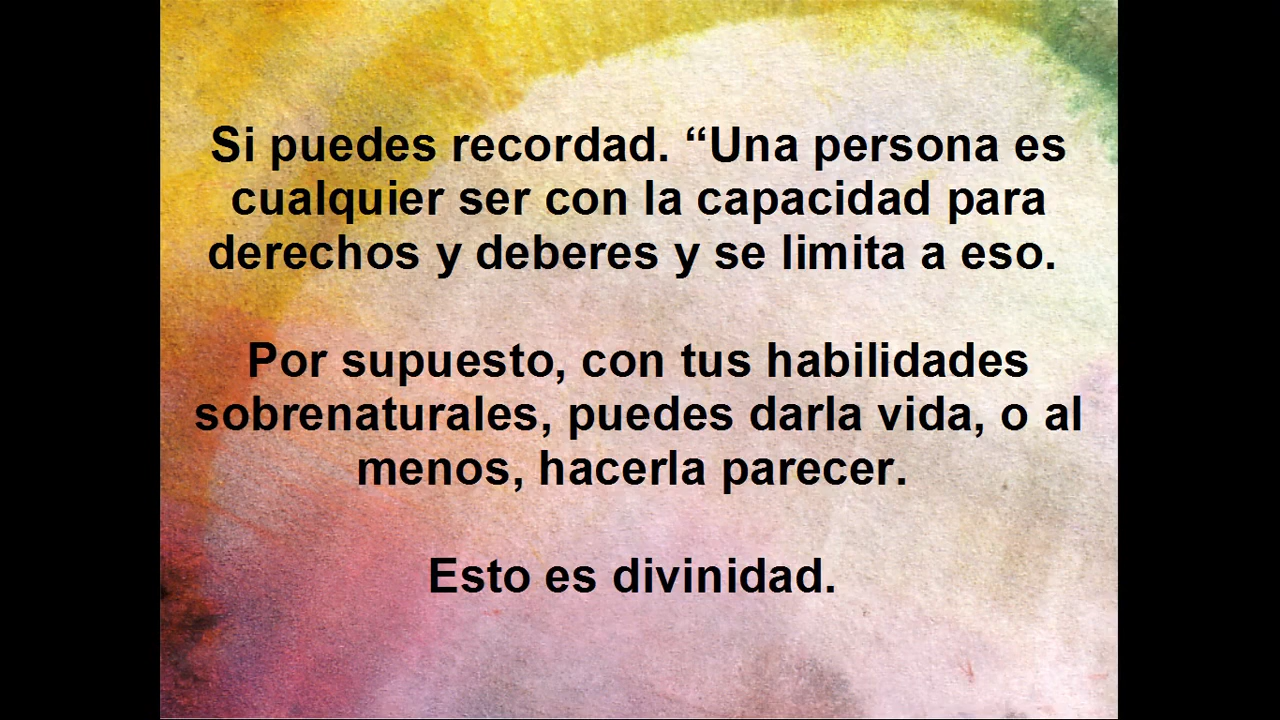 Si puedes recordad. “Una persona es
cualquier ser con la capacidad para
derechos y deberes y se limita a eso.
Por supuesto, con tus habilidades
sobrenaturales, puedes darla vida, o al
menos, hacerla parecer.
Esto es divinidad.